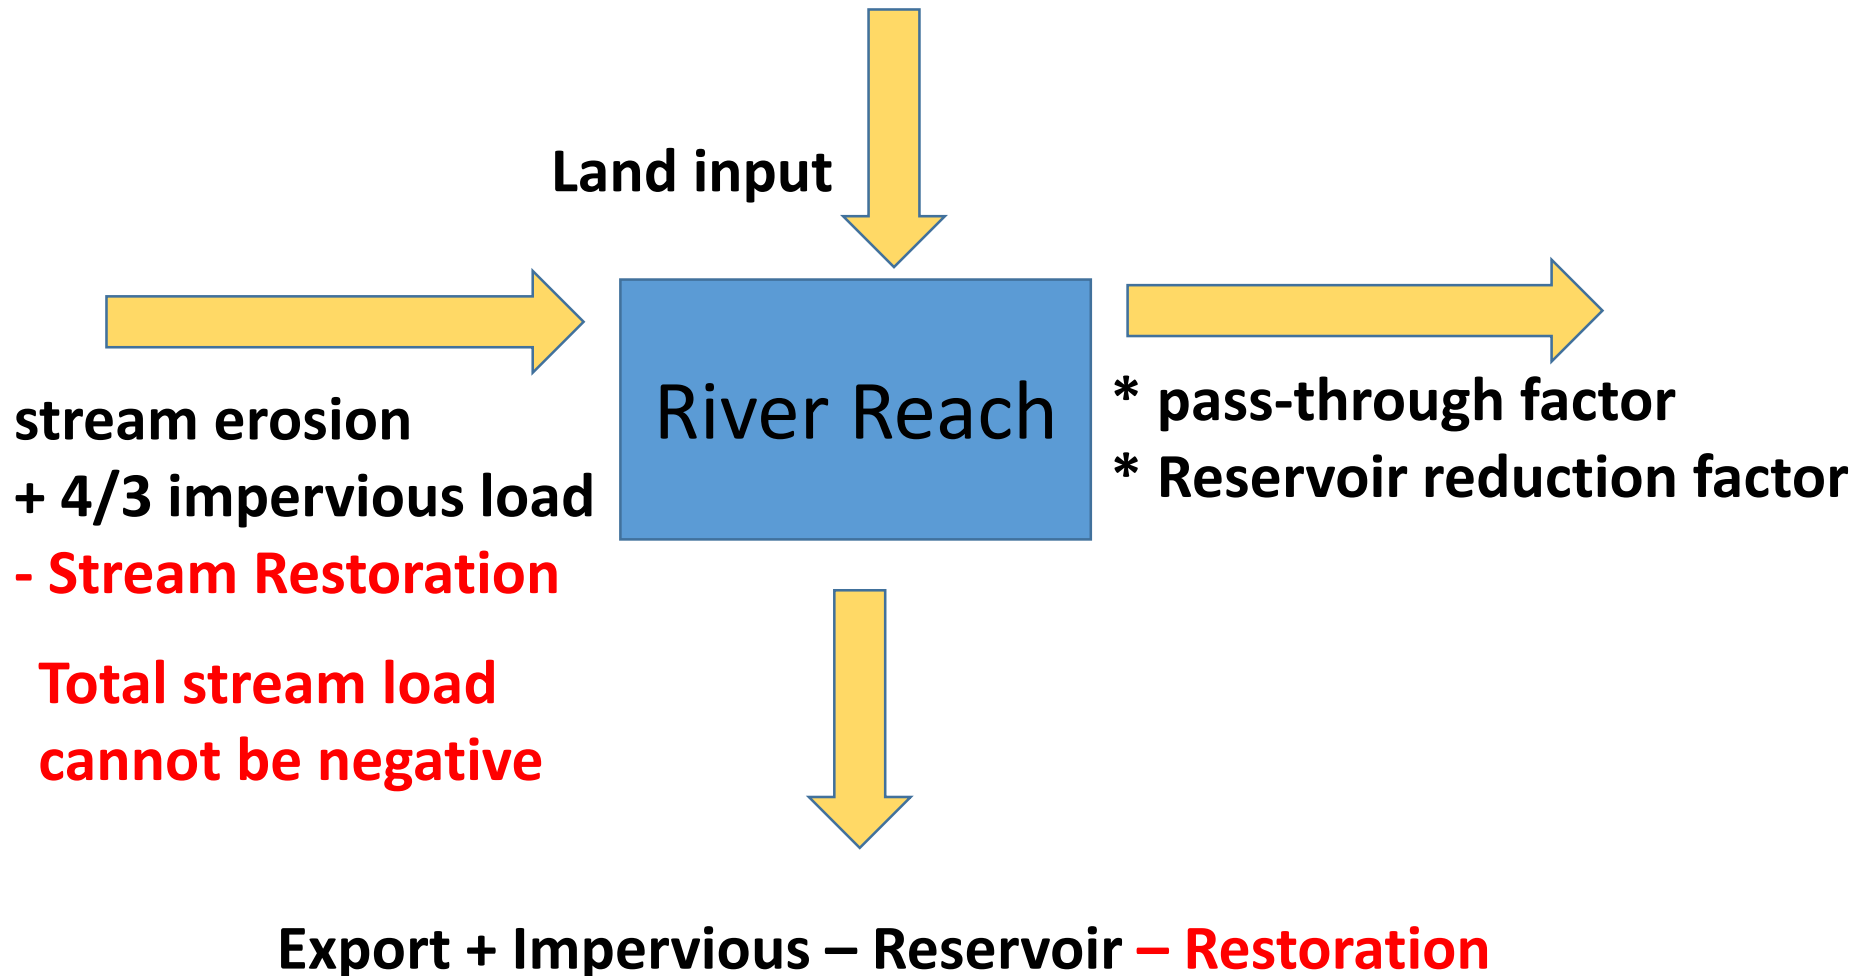 Land input
stream erosion
+ 4/3 impervious load
- Stream Restoration
Total stream load
cannot be negative
River Reach
* pass-through factor
* Reservoir reduction factor
Export + Impervious – Reservoir – Restoration